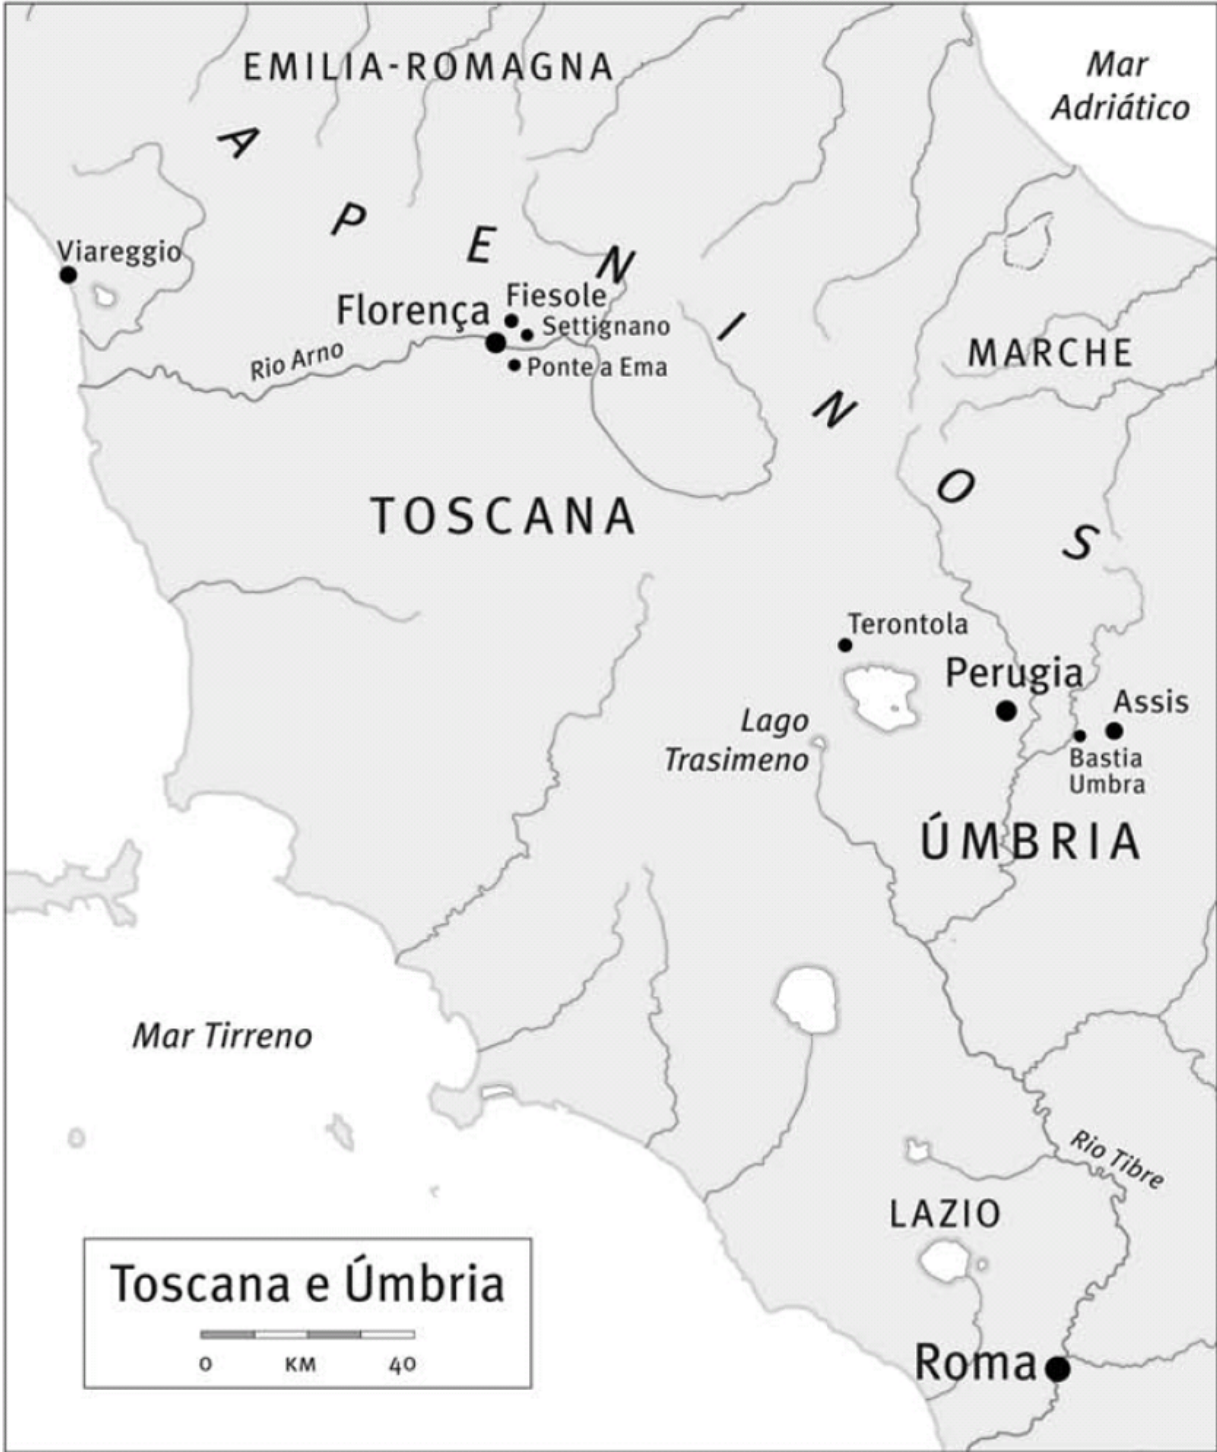 EMILIA-ROMAGNA
Mar
Adriático
APENINOS
Viareggio
Fiesole
Florença
Settignano
Rio Arno
Ponte a Ema
MARCHE
TOSCANA
Terontola
Perugia
Assis
Lago
Trasimeno
Bastia
Umbra
ÚMBRIA
Mar Tirreno
Rio Tibre
LAZIO
Toscana e Úmbria
0 KM 40
Roma